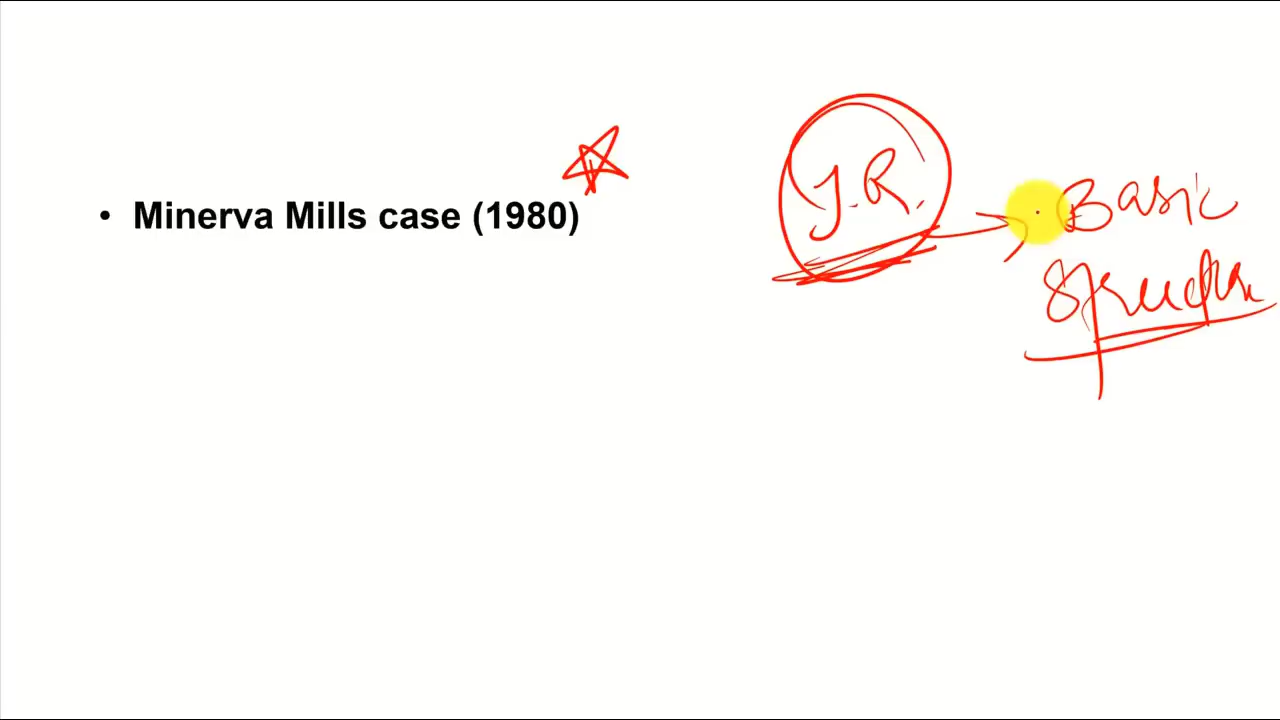 • Minerva Mills case (1980)
J.R.
Basic
Structure